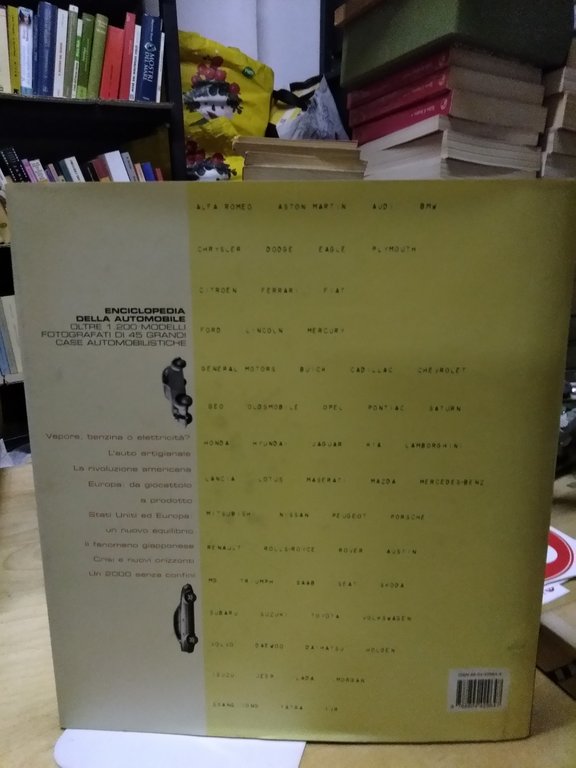 I MOSTRI DEL MARE
ENCICLOPEDIA
DELLA AUTOMOBILE
OLTRE 1.200 MODELLI
FOTOGRAFATI DI 45 GRANDI
CASE AUTOMOBILISTICHE
Vapore, benzina o elettricità?
L'auto artigianale
La rivoluzione americana
Europa: da giocattolo
a prodotto
Stati Uniti ed Europa:
un nuovo equilibrio
Il fenomeno giapponese
Crisi e nuovi orizzonti
Un 2000 senza confini
ALFA ROMEO ASTON MARTIN AUDI BMW
CHRYSLER DODGE EAGLE PLYMOUTH
CITROËN FERRARI FIAT
FORD LINCOLN MERCURY
GENERAL MOTORS BUICK CADILLAC CHEVROLET
GEO OLDSMOBILE OPEL PONTIAC SATURN
HONDA HYUNDAI JAGUAR KIA LAMBORGHINI
LANCIA LOTUS MASERATI MAZDA MERCEDES-BENZ
MITSUBISHI NISSAN PEUGEOT PORSCHE
RENAULT ROLLS-ROYCE ROVER AUSTIN
MG TRIUMPH SAAB SEAT SKODA
SUBARU SUZUKI TOYOTA VOLKSWAGEN
VOLVO DAEWOO DAIHATSU HOLDEN
ISUZU JEEP LADA MORGAN
SSANGYONG TATRA TVR